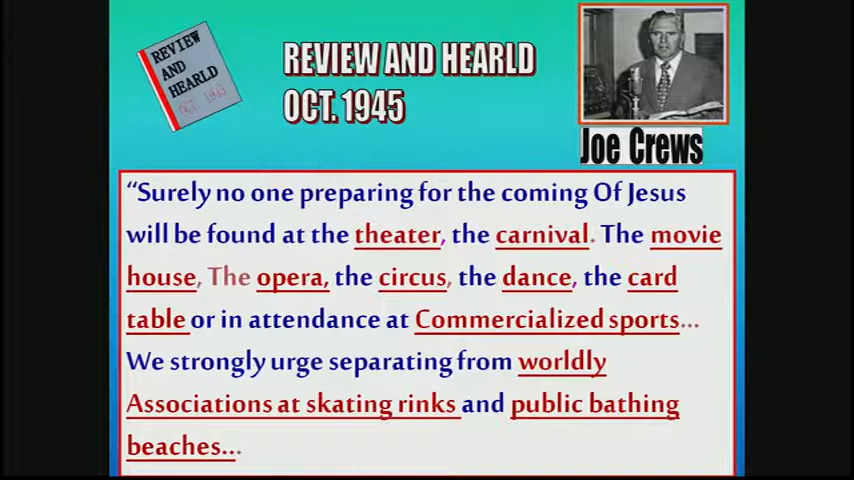 REVIEW
AND
HEARLD
OCT. 1945
REVIEW AND HEARLD
OCT. 1945
Joe Crews
“Surely no one preparing for the coming Of Jesus
will be found at the theater, the carnival. The movie
house, The opera, the circus, the dance, the card
table or in attendance at Commercialized sports...
We strongly urge separating from worldly
Associations at skating rinks and public bathing
beaches...